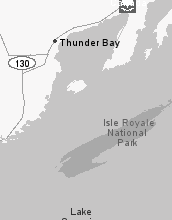 Thunder Bay
130
Isle Royale
National
Park
Lake